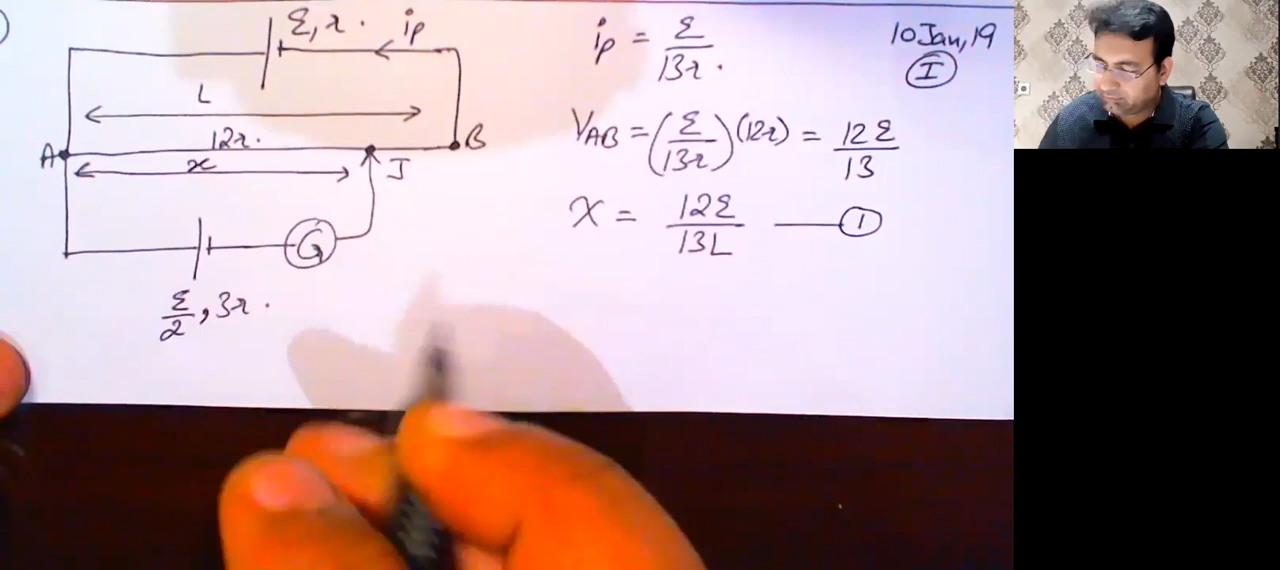 ε, r.
i_p
L
12r.
A
B
x
J
G
ε/2, 3r.
i_p = ε/13r.
10 Jan, 19
I
V_AB = (ε/13r)(12r) = 12ε/13
x = 12ε/13L —— 1